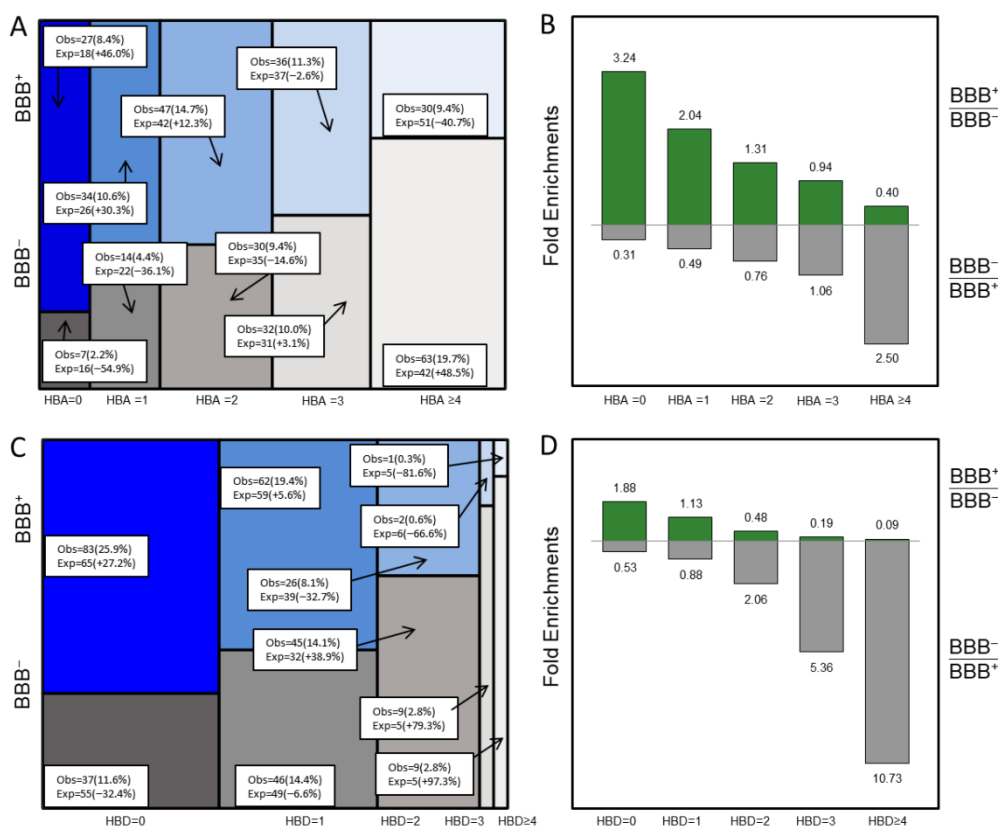 A
BBB⁺
BBB⁻
Obs=27(8.4%)
Exp=18(+46.0%)
Obs=47(14.7%)
Exp=42(+12.3%)
Obs=36(11.3%)
Exp=37(−2.6%)
Obs=30(9.4%)
Exp=51(−40.7%)
Obs=34(10.6%)
Exp=26(+30.3%)
Obs=14(4.4%)
Exp=22(−36.1%)
Obs=30(9.4%)
Exp=35(−14.6%)
Obs=32(10.0%)
Exp=31(+3.1%)
Obs=7(2.2%)
Exp=16(−54.9%)
Obs=63(19.7%)
Exp=42(+48.5%)
HBA=0 HBA =1 HBA =2 HBA =3 HBA ≥4
B
Fold Enrichments
3.24
2.04
1.31
0.94
0.40
0.31
0.49
0.76
1.06
2.50
HBA =0 HBA =1 HBA =2 HBA =3 HBA ≥4
BBB⁺
BBB⁻
BBB⁻
BBB⁺
C
BBB⁺
BBB⁻
Obs=1(0.3%)
Exp=5(−81.6%)
Obs=62(19.4%)
Exp=59(+5.6%)
Obs=2(0.6%)
Exp=6(−66.6%)
Obs=83(25.9%)
Exp=65(+27.2%)
Obs=26(8.1%)
Exp=39(−32.7%)
Obs=45(14.1%)
Exp=32(+38.9%)
Obs=9(2.8%)
Exp=5(+79.3%)
Obs=9(2.8%)
Exp=5(+97.3%)
Obs=37(11.6%)
Exp=55(−32.4%)
Obs=46(14.4%)
Exp=49(−6.6%)
HBD=0 HBD=1 HBD=2 HBD=3 HBD≥4
D
Fold Enrichments
1.88
1.13
0.48
0.19
0.09
0.53
0.88
2.06
5.36
10.73
HBD=0 HBD=1 HBD=2 HBD=3 HBD≥4
BBB⁺
BBB⁻
BBB⁻
BBB⁺